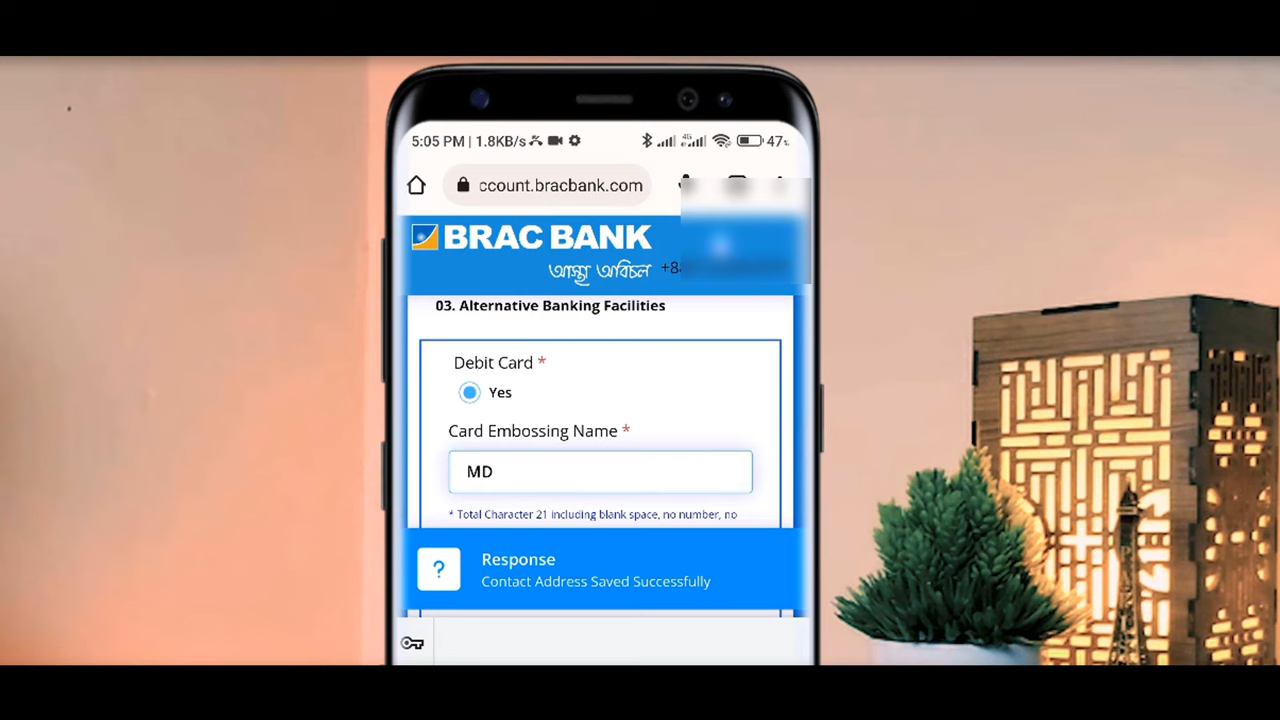 5:05 PM | 1.8KB/s 4G 47%
ccount.bracbank.com
BRAC BANK
আস্থা অবিচল
+8
03. Alternative Banking Facilities
Debit Card *
Yes
Card Embossing Name *
MD
* Total Character 21 including blank space, no number, no
?
Response
Contact Address Saved Successfully